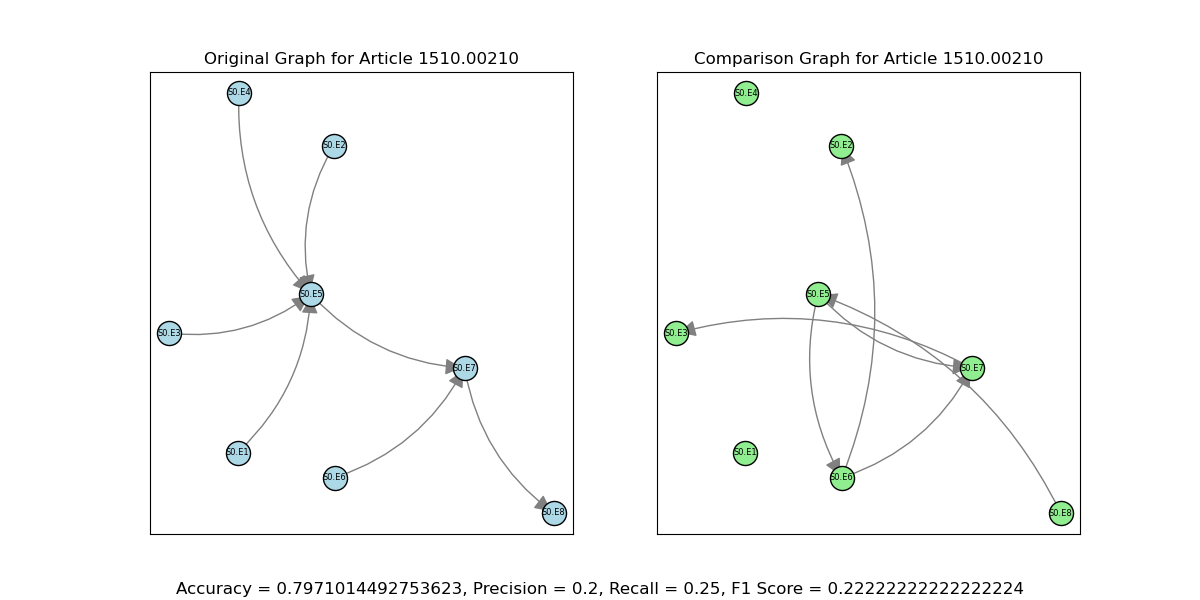 Original Graph for Article 1510.00210
Comparison Graph for Article 1510.00210
S0.E4
S0.E2
S0.E5
S0.E3
S0.E7
S0.E1
S0.E6
S0.E8
S0.E4
S0.E2
S0.E5
S0.E3
S0.E7
S0.E1
S0.E6
S0.E8
Accuracy = 0.7971014492753623, Precision = 0.2, Recall = 0.25, F1 Score = 0.22222222222222224